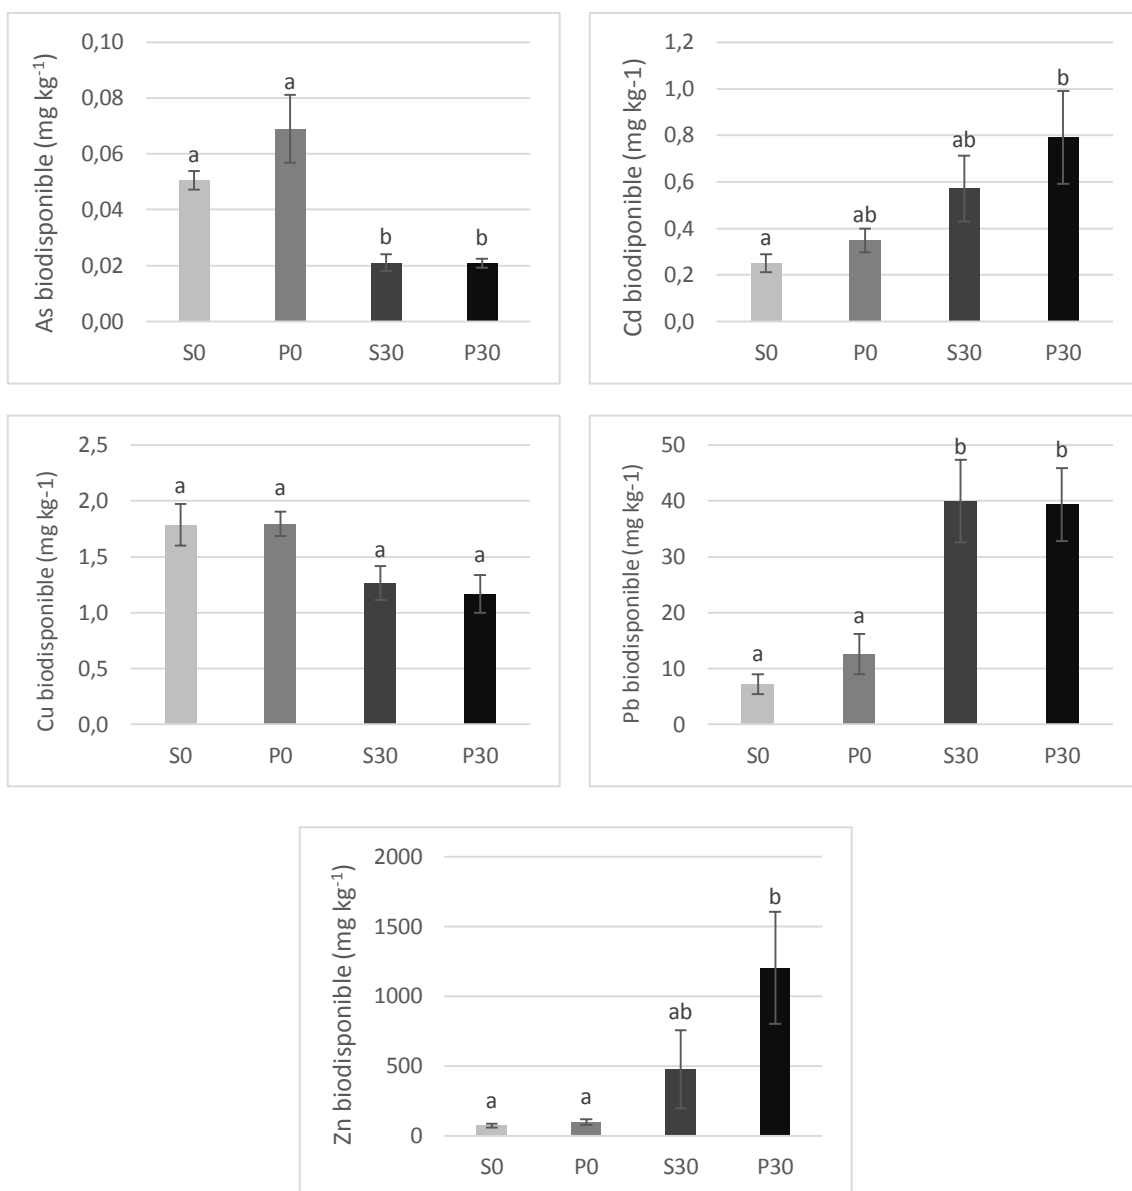 As biodisponible (mg kg⁻¹)
0,10
0,08
0,06
0,04
0,02
0,00
a
a
b
b
S0 P0 S30 P30
Cd biodiponible (mg kg-1)
1,2
1,0
0,8
0,6
0,4
0,2
0,0
a
ab
ab
b
S0 P0 S30 P30
Cu biodisponible (mg kg-1)
2,5
2,0
1,5
1,0
0,5
0,0
a
a
a
a
S0 P0 S30 P30
Pb biodisponible (mg kg-1)
50
40
30
20
10
0
a
a
b
b
S0 P0 S30 P30
Zn biodisponible (mg kg⁻¹)
2000
1500
1000
500
0
a
a
ab
b
S0 P0 S30 P30